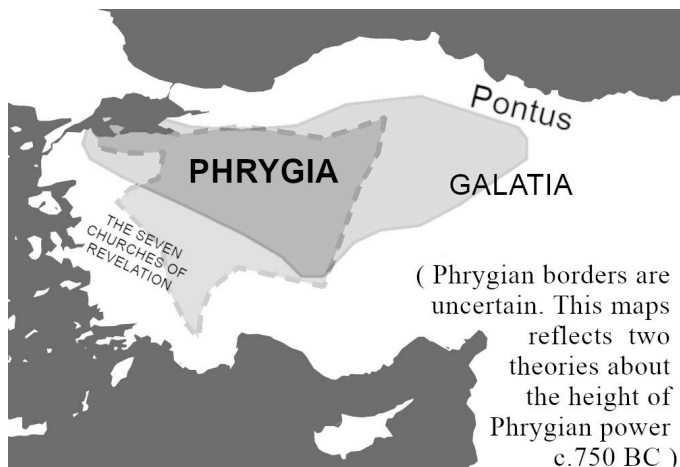 Pontus
PHRYGIA
GALATIA
THE SEVEN
CHURCHES OF
REVELATION
( Phrygian borders are
uncertain. This maps
reflects two
theories about
the height of
Phrygian power
c.750 BC )